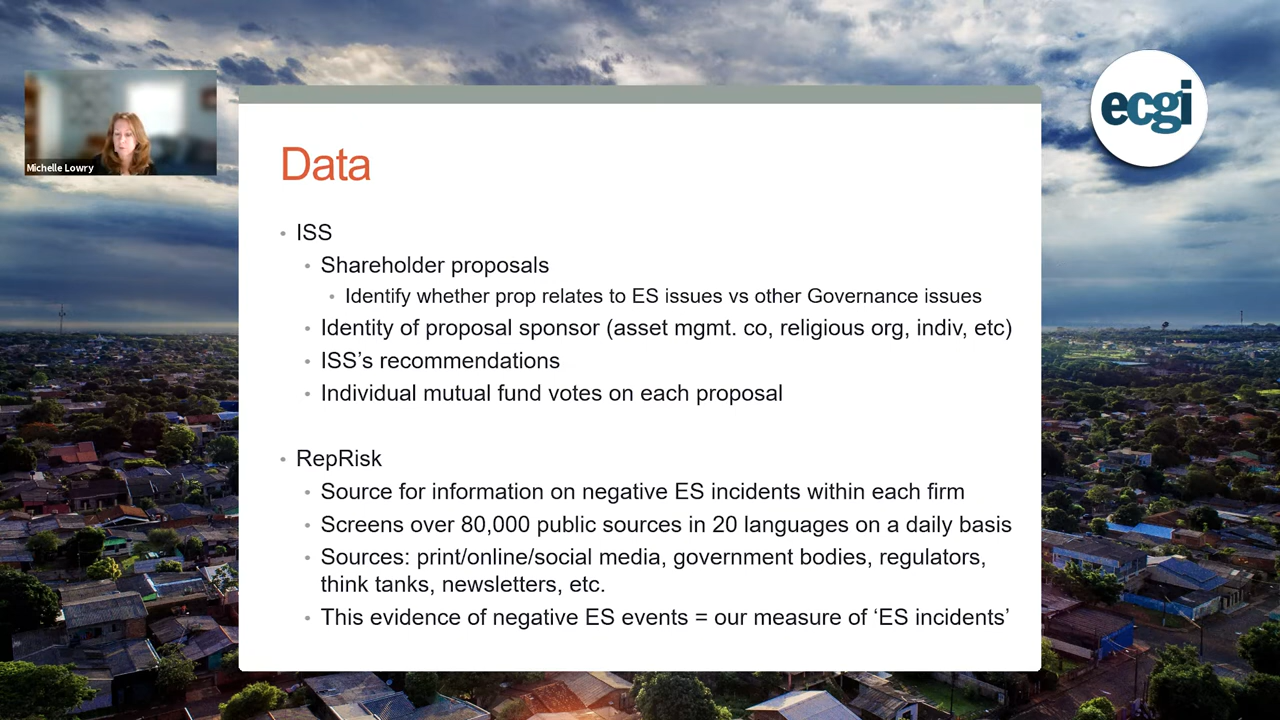 ecgi
Michelle Lowry
Data
• ISS
• Shareholder proposals
• Identify whether prop relates to ES issues vs other Governance issues
• Identity of proposal sponsor (asset mgmt. co, religious org, indiv, etc)
• ISS’s recommendations
• Individual mutual fund votes on each proposal
• RepRisk
• Source for information on negative ES incidents within each firm
• Screens over 80,000 public sources in 20 languages on a daily basis
• Sources: print/online/social media, government bodies, regulators,
think tanks, newsletters, etc.
• This evidence of negative ES events = our measure of ‘ES incidents’